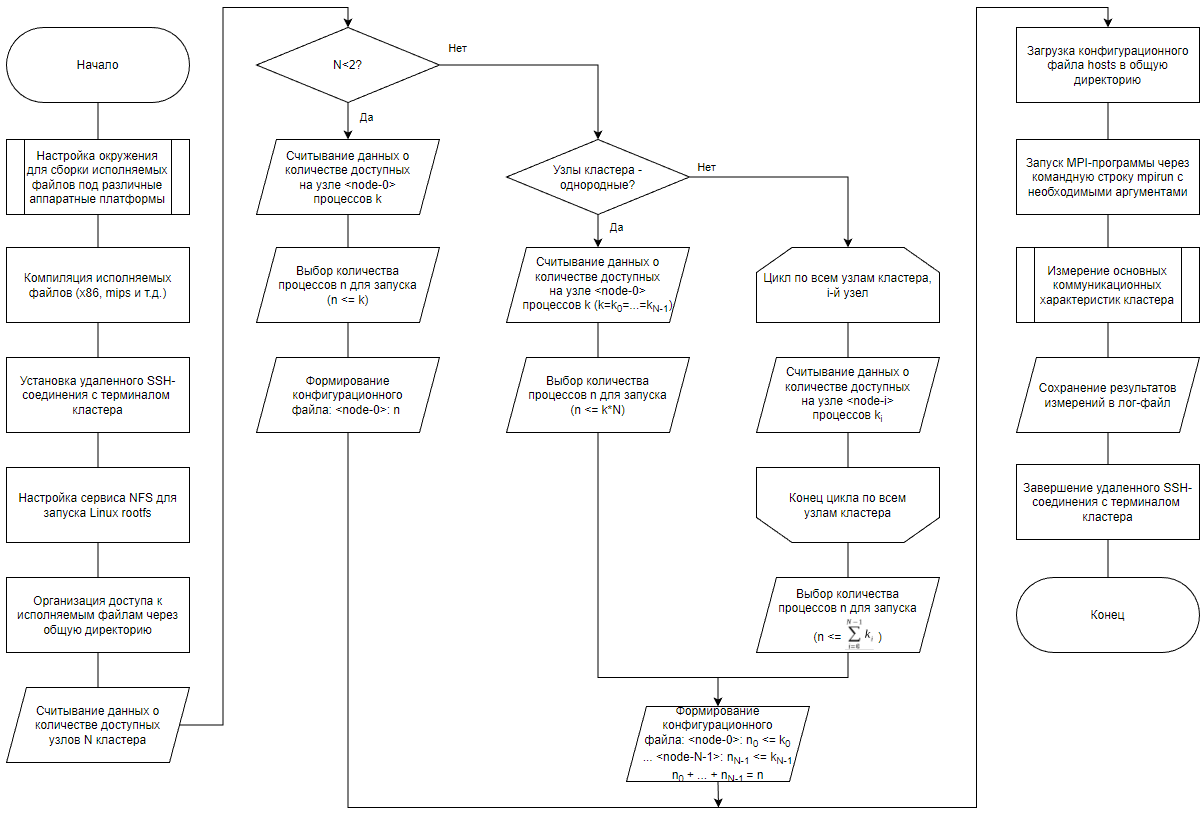 Начало
Настройка окружения
для сборки исполняемых
файлов под различные
аппаратные платформы
Компиляция исполняемых
файлов (x86, mips и т.д.)
Установка удаленного SSH-
соединения с терминалом
кластера
Настройка сервиса NFS для
запуска Linux rootfs
Организация доступа к
исполняемым файлам через
общую директорию
Считывание данных о
количестве доступных
узлов N кластера
N<2?
Нет
Да
Считывание данных о
количестве доступных
на узле <node-0>
процессов k
Выбор количества
процессов n для запуска
(n <= k)
Формирование
конфигурационного
файла: <node-0>: n
Узлы кластера -
однородные?
Нет
Да
Считывание данных о
количестве доступных
на узле <node-0>
процессов k (k=k₀=...=k_N-1)
Выбор количества
процессов n для запуска
(n <= k*N)
Цикл по всем узлам кластера,
i-й узел
Считывание данных о
количестве доступных
на узле <node-i>
процессов kᵢ
Конец цикла по всем
узлам кластера
Выбор количества
процессов n для запуска
N−1
(n <= ∑ kᵢ )
Формирование
конфигурационного
файла: <node-0>: n₀ <= k₀
... <node-N-1>: n_N-1 <= k_N-1
n₀ + ... + n_N-1 = n
Загрузка конфигурационного
файла hosts в общую
директорию
Запуск MPI-программы через
командную строку mpirun с
необходимыми аргументами
Измерение основных
коммуникационных
характеристик кластера
Сохранение результатов
измерений в лог-файл
Завершение удаленного SSH-
соединения с терминалом
кластера
Конец